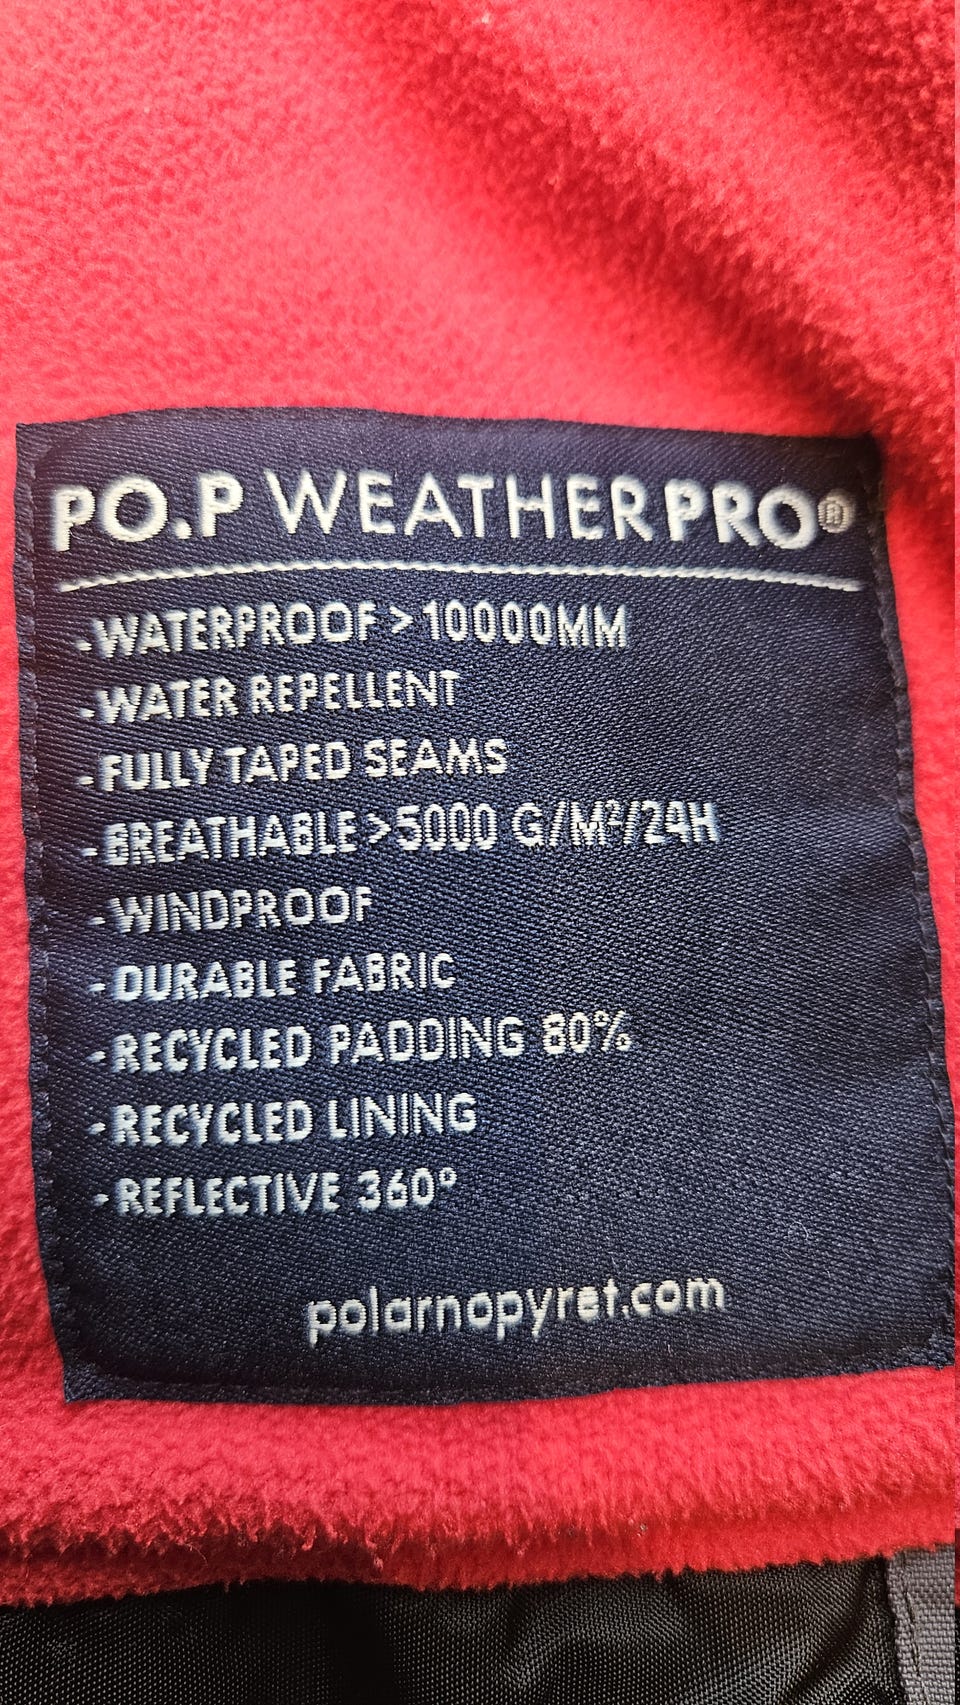 PO.P WEATHERPRO®
-WATERPROOF > 10000MM
-WATER REPELLENT
-FULLY TAPED SEAMS
-BREATHABLE >5000 G/M²/24H
-WINDPROOF
-DURABLE FABRIC
-RECYCLED PADDING 80%
-RECYCLED LINING
-REFLECTIVE 360°
polarnopyret.com